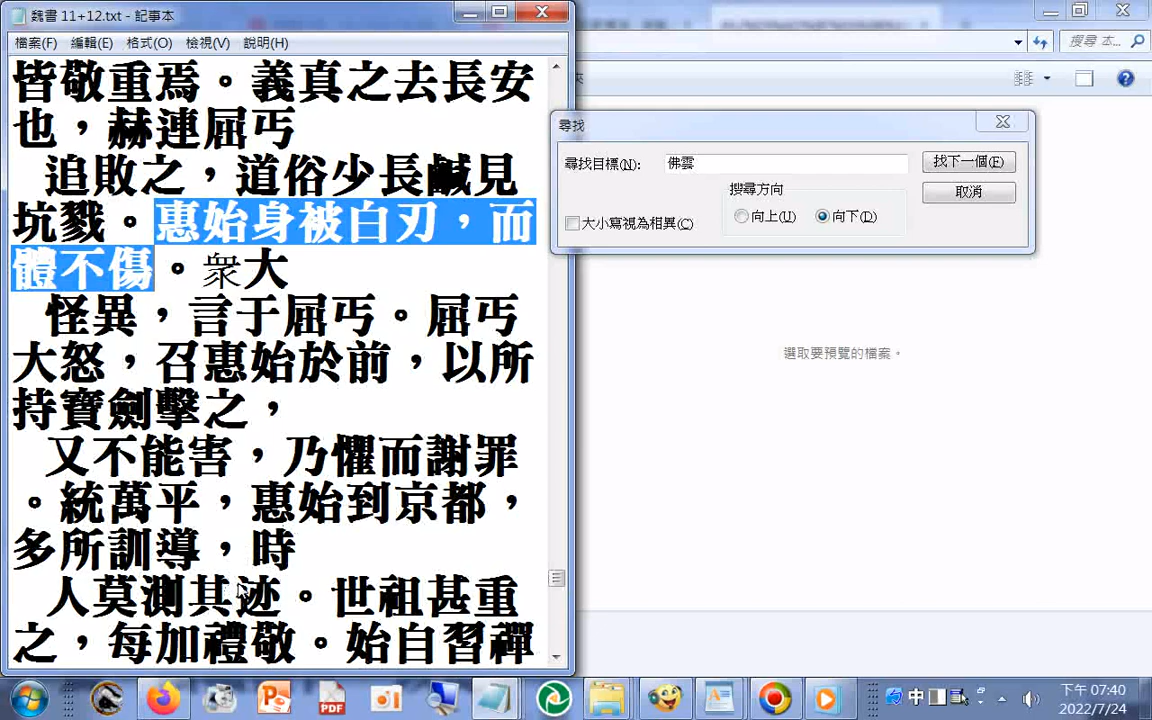 魏書 11+12.txt - 記事本
檔案(F) 編輯(E) 格式(O) 檢視(V) 說明(H)
皆敬重焉。義真之去長安
也，赫連屈丐
追敗之，道俗少長鹹見
坑戮。惠始身被白刃，而
體不傷。衆大
怪異，言于屈丐。屈丐
大怒，召惠始於前，以所
持寶劍擊之，
又不能害，乃懼而謝罪
。統萬平，惠始到京都，
多所訓導，時
人莫測其迹。世祖甚重
之，每加禮敬。始自習禪
搜尋 本...
尋找
尋找目標(N): 佛雲
找下一個(F)
搜尋方向
取消
大小寫視為相異(C)
向上(U) 向下(D)
選取要預覽的檔案。
中
下午 07:40
2022/7/24